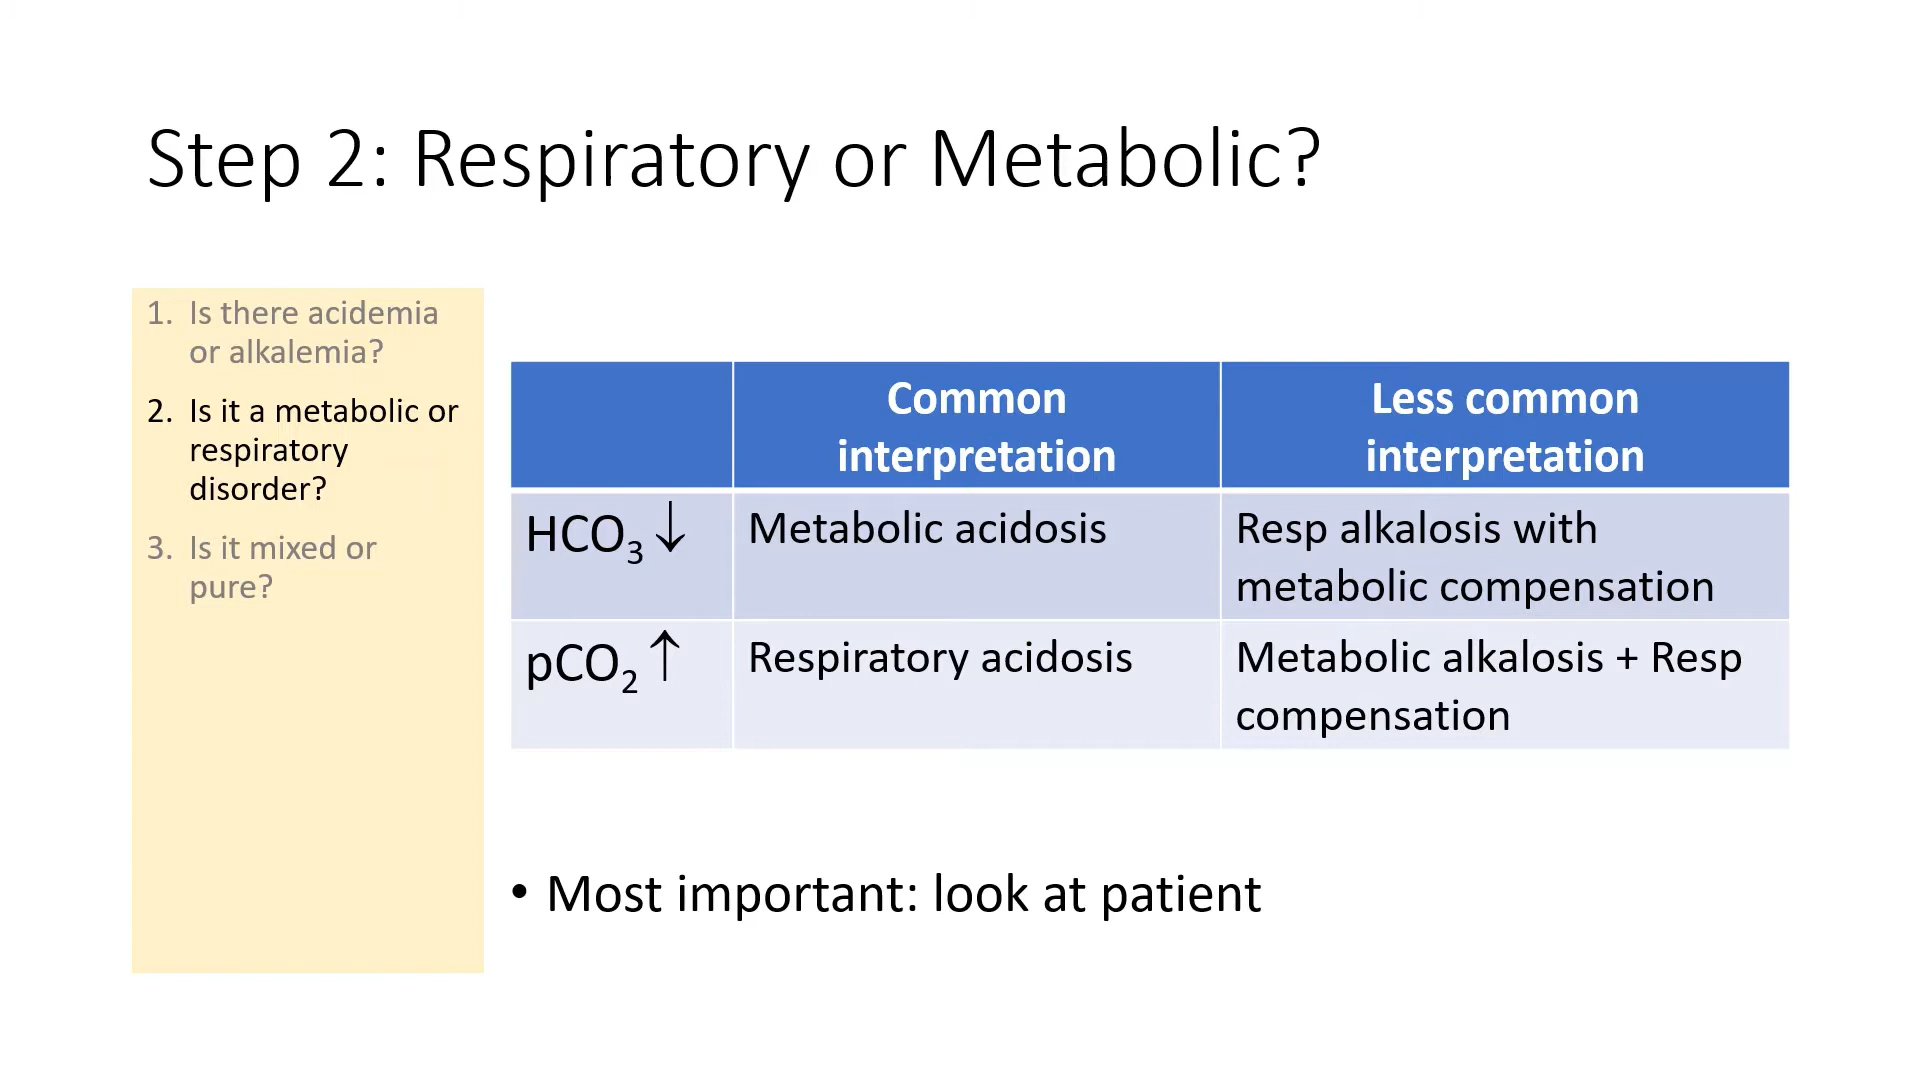 Step 2: Respiratory or Metabolic?
1. Is there acidemia
or alkalemia?
2. Is it a metabolic or
respiratory
disorder?
3. Is it mixed or
pure?
Common
interpretation
Less common
interpretation
HCO₃↓
Metabolic acidosis
Resp alkalosis with
metabolic compensation
pCO₂↑
Respiratory acidosis
Metabolic alkalosis + Resp
compensation
• Most important: look at patient